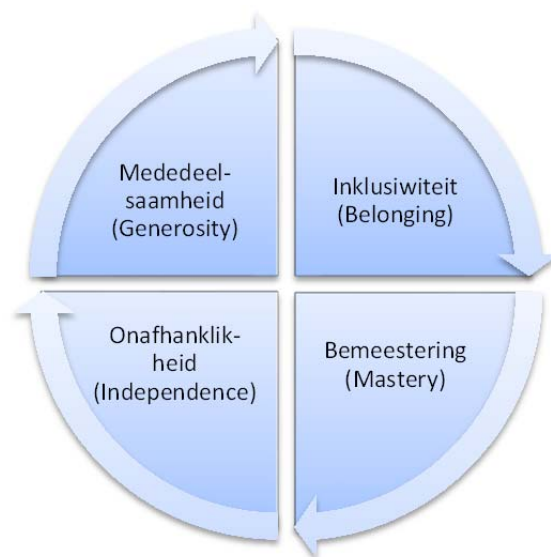 Mededeel-
saamheid
(Generosity)
Inklusiwiteit
(Belonging)
Onafhanklik-
heid
(Independence)
Bemeestering
(Mastery)